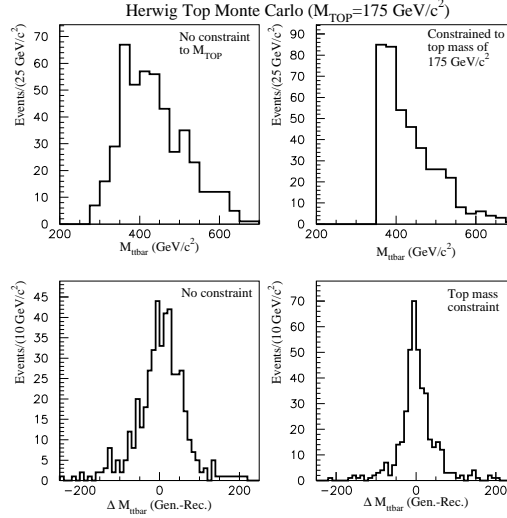 Herwig Top Monte Carlo (M_TOP=175 GeV/c²)
Events/(25 GeV/c²)
70
60
50
40
30
20
10
0
No constraint
to M_TOP
200 400 600
M_ttbar (GeV/c²)
Events/(25 GeV/c²)
90
80
70
60
50
40
30
20
10
0
Constrained to
top mass of
175 GeV/c²
200 400 600
M_ttbar (GeV/c²)
Events/(10 GeV/c²)
45
40
35
30
25
20
15
10
5
0
No constraint
-200 0 200
Δ M_ttbar (Gen.-Rec.)
Events/(10 GeV/c²)
70
60
50
40
30
20
10
0
Top mass
constraint
-200 0 200
Δ M_ttbar (Gen.-Rec.)